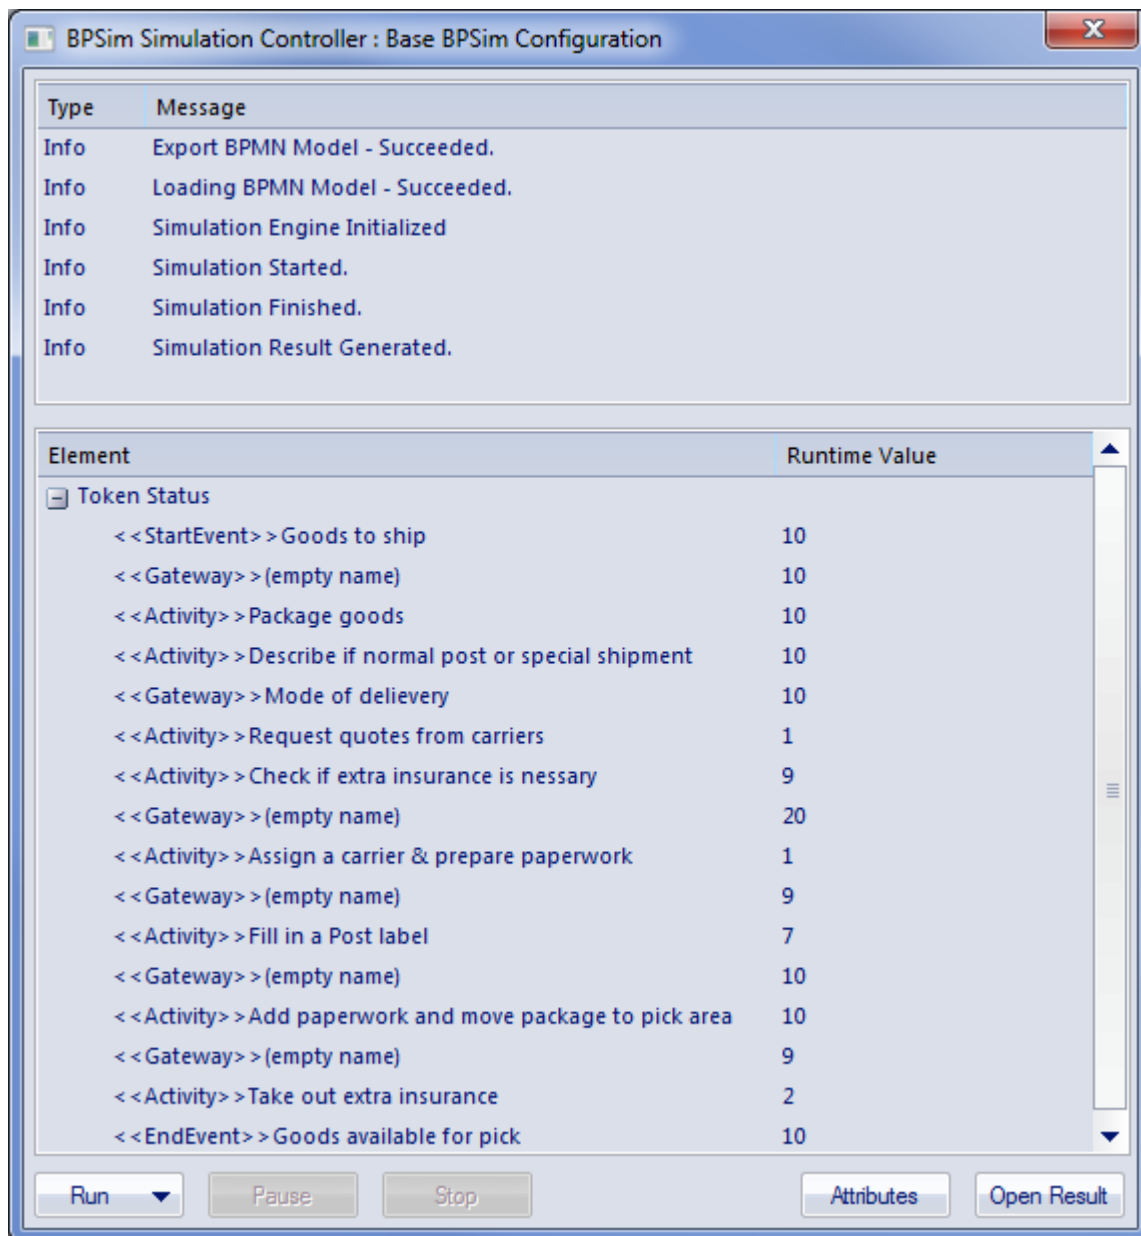 BPSim Simulation Controller : Base BPSim Configuration
Type Message
Info Export BPMN Model - Succeeded.
Info Loading BPMN Model - Succeeded.
Info Simulation Engine Initialized
Info Simulation Started.
Info Simulation Finished.
Info Simulation Result Generated.
Element Runtime Value
Token Status
<<StartEvent>>Goods to ship 10
<<Gateway>>(empty name) 10
<<Activity>>Package goods 10
<<Activity>>Describe if normal post or special shipment 10
<<Gateway>>Mode of delievery 10
<<Activity>>Request quotes from carriers 1
<<Activity>>Check if extra insurance is nessary 9
<<Gateway>>(empty name) 20
<<Activity>>Assign a carrier & prepare paperwork 1
<<Gateway>>(empty name) 9
<<Activity>>Fill in a Post label 7
<<Gateway>>(empty name) 10
<<Activity>>Add paperwork and move package to pick area 10
<<Gateway>>(empty name) 9
<<Activity>>Take out extra insurance 2
<<EndEvent>>Goods available for pick 10
Run Pause Stop Attributes Open Result